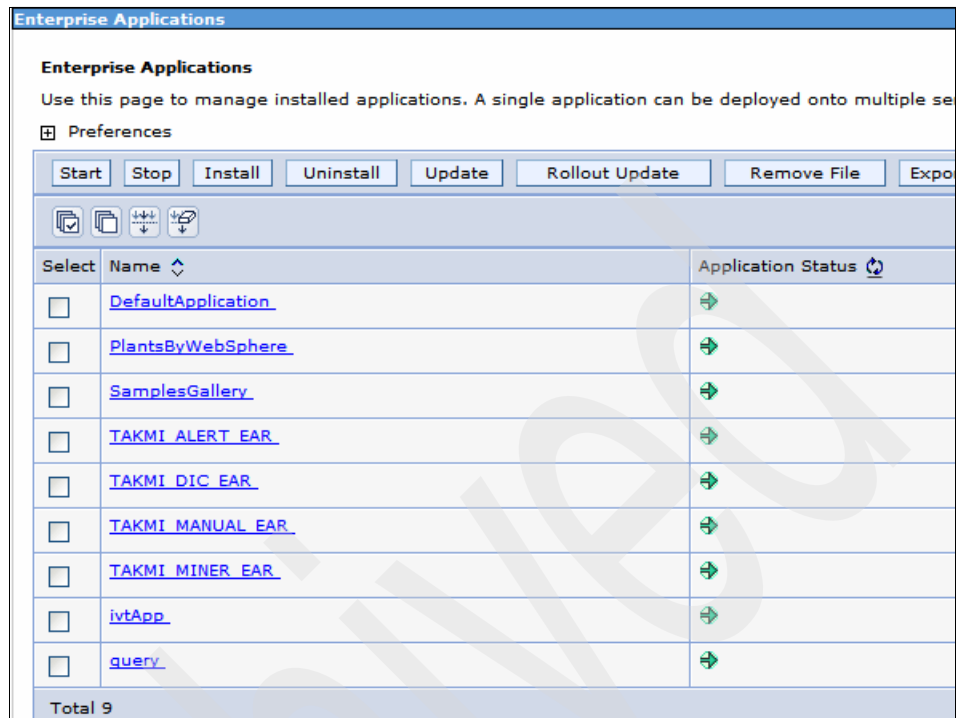 Enterprise Applications
Enterprise Applications
Use this page to manage installed applications. A single application can be deployed onto multiple
Preferences
Start Stop Install Uninstall Update Rollout Update Remove File
Select Name Application Status
DefaultApplication
PlantsByWebSphere
SamplesGallery
TAKMI_ALERT_EAR
TAKMI_DIC_EAR
TAKMI_MANUAL_EAR
TAKMI_MINER_EAR
ivtApp
query
Total 9